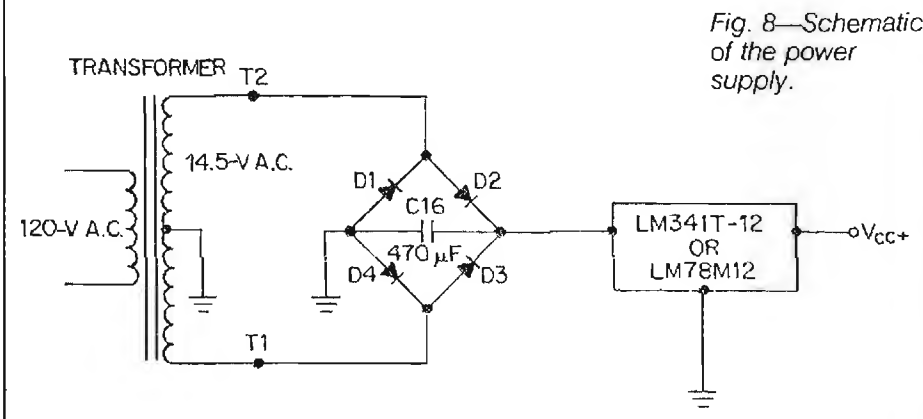 Fig. 8—Schematic
of the power
supply.
TRANSFORMER
T2
14.5-V A.C.
120-V A.C.
D1
D2
C16
470 μF
D4
D3
T1
LM341T-12
OR
LM78M12
VCC+